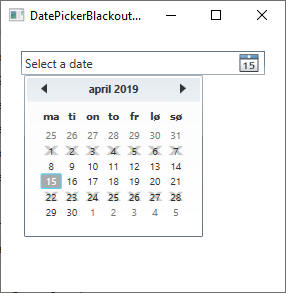 DatePickerBlackout...
Select a date
15
april 2019
ma ti on to fr lø sø
25 26 27 28 29 30 31
1 2 3 4 5 6 7
8 9 10 11 12 13 14
15 16 17 18 19 20 21
22 23 24 25 26 27 28
29 30 1 2 3 4 5